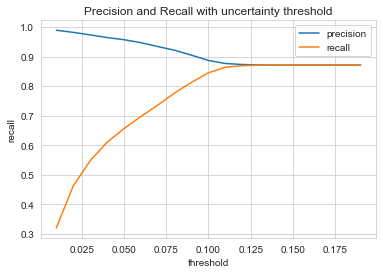 Precision and Recall with uncertainty threshold
1.0
0.9
0.8
0.7
0.6
0.5
0.4
0.3
recall
precision
recall
0.025 0.050 0.075 0.100 0.125 0.150 0.175
threshold